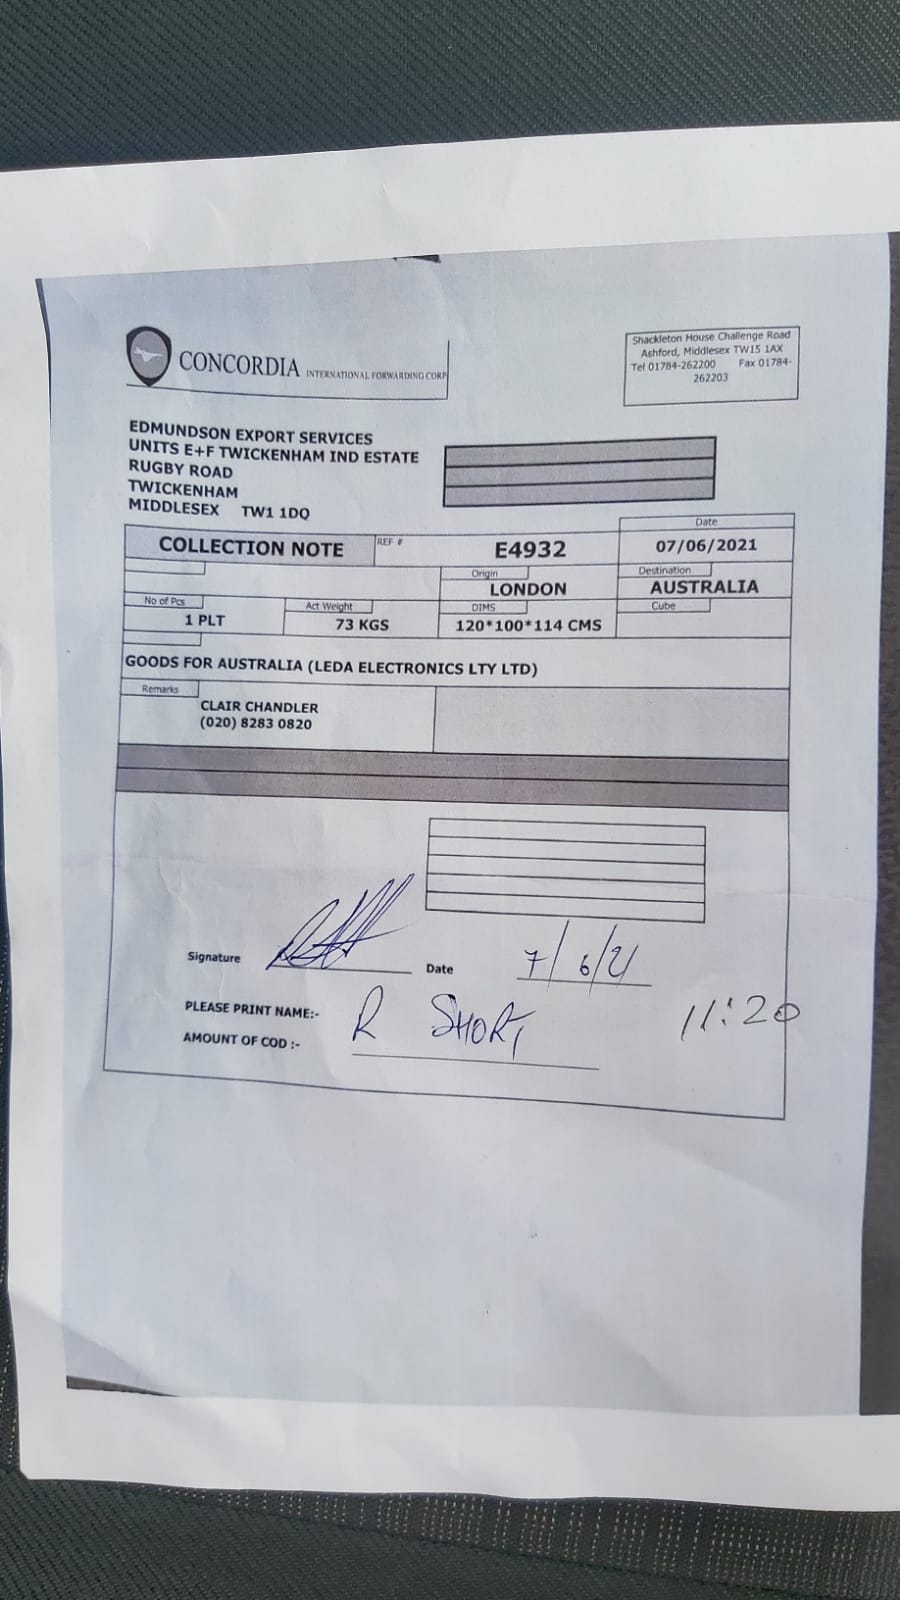 CONCORDIA INTERNATIONAL FORWARDING CORP
Shackleton House Challenge Road
Ashford, Middlesex TW15 1AX
Tel 01784-262200 Fax 01784-
262203
EDMUNDSON EXPORT SERVICES
UNITS E+F TWICKENHAM IND ESTATE
RUGBY ROAD
TWICKENHAM
MIDDLESEX TW1 1DQ
COLLECTION NOTE
REF #
E4932
Date
07/06/2021
Origin
LONDON
Destination
AUSTRALIA
No of Pcs
1 PLT
Act Weight
73 KGS
DIMS
120*100*114 CMS
Cube
GOODS FOR AUSTRALIA (LEDA ELECTRONICS LTY LTD)
Remarks
CLAIR CHANDLER
(020) 8283 0820
Signature
Date 7/6/21
PLEASE PRINT NAME:- R SHORT
11:20
AMOUNT OF COD :-